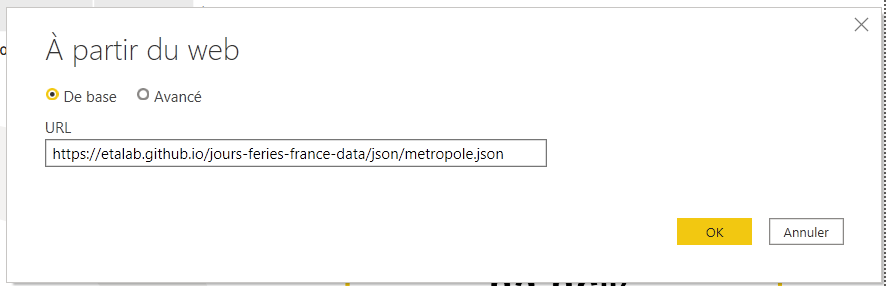 À partir du web
De base Avancé
URL
https://etalab.github.io/jours-feries-france-data/json/metropole.json
OK Annuler